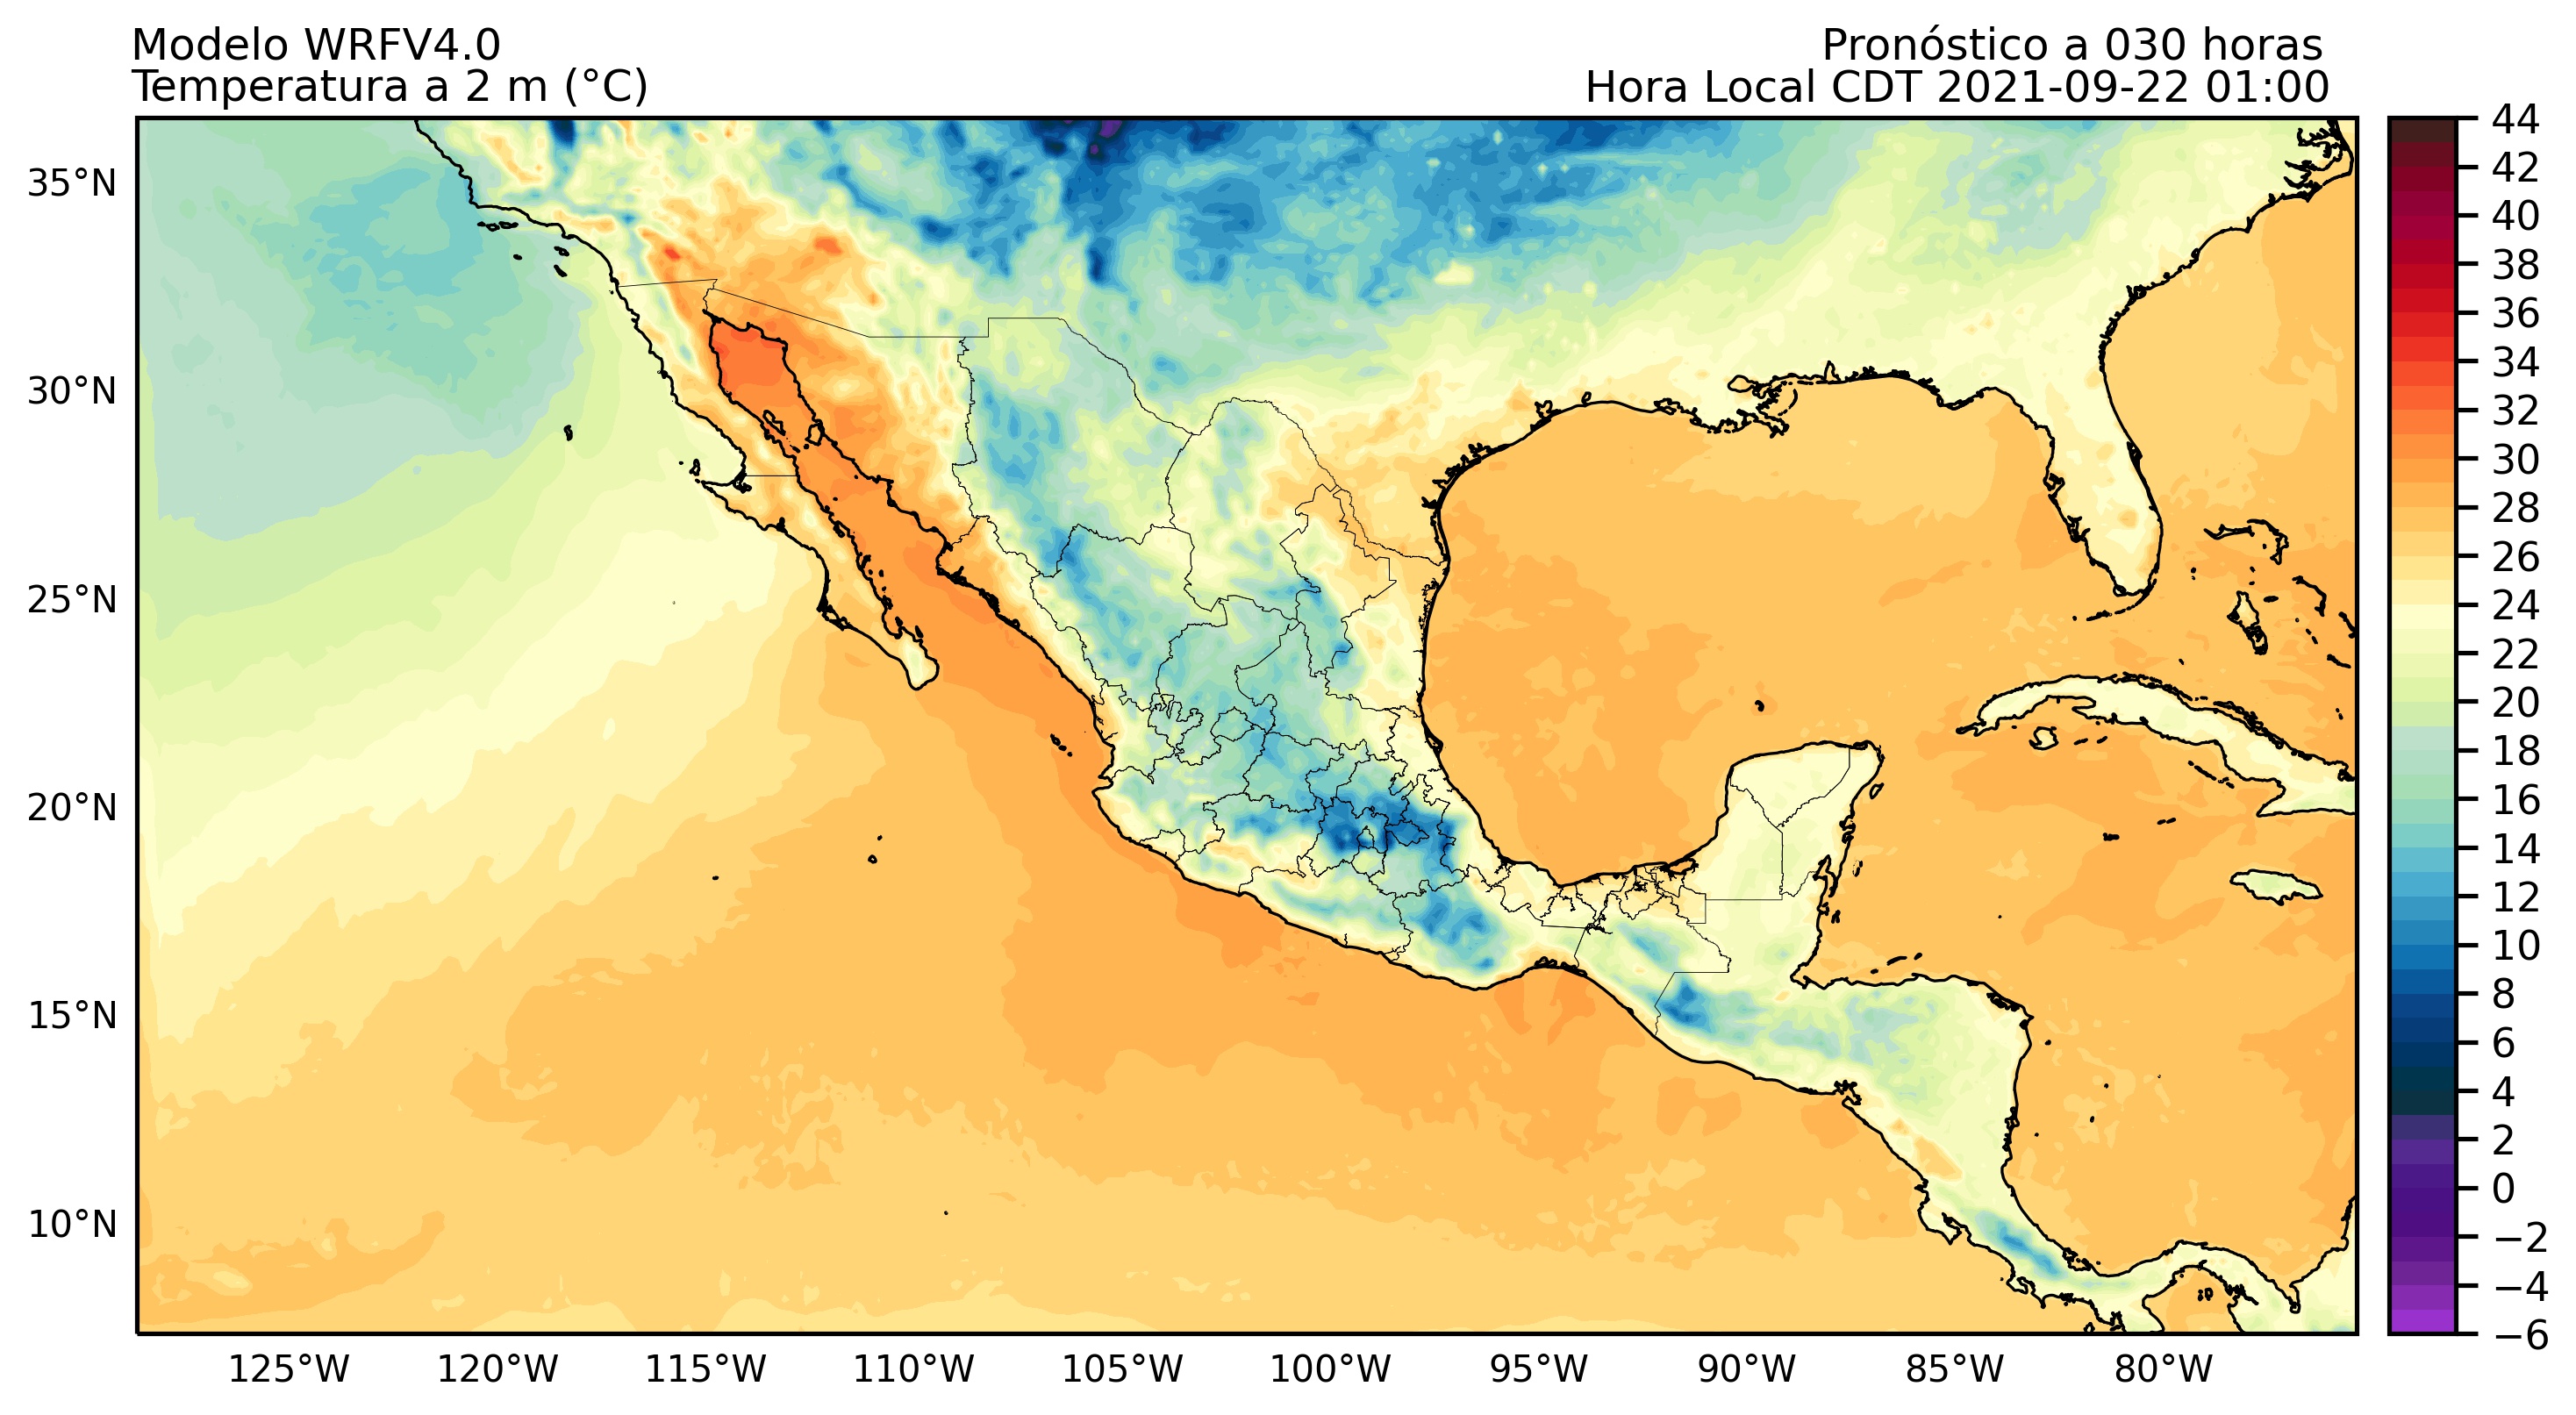 Modelo WRFV4.0
Pronóstico a 030 horas
Temperatura a 2 m (°C)
Hora Local CDT 2021-09-22 01:00
35°N
30°N
25°N
20°N
15°N
10°N
125°W
120°W
115°W
110°W
105°W
100°W
95°W
90°W
85°W
80°W
44
42
40
38
36
34
32
30
28
26
24
22
20
18
16
14
12
10
8
6
4
2
0
−2
−4
−6